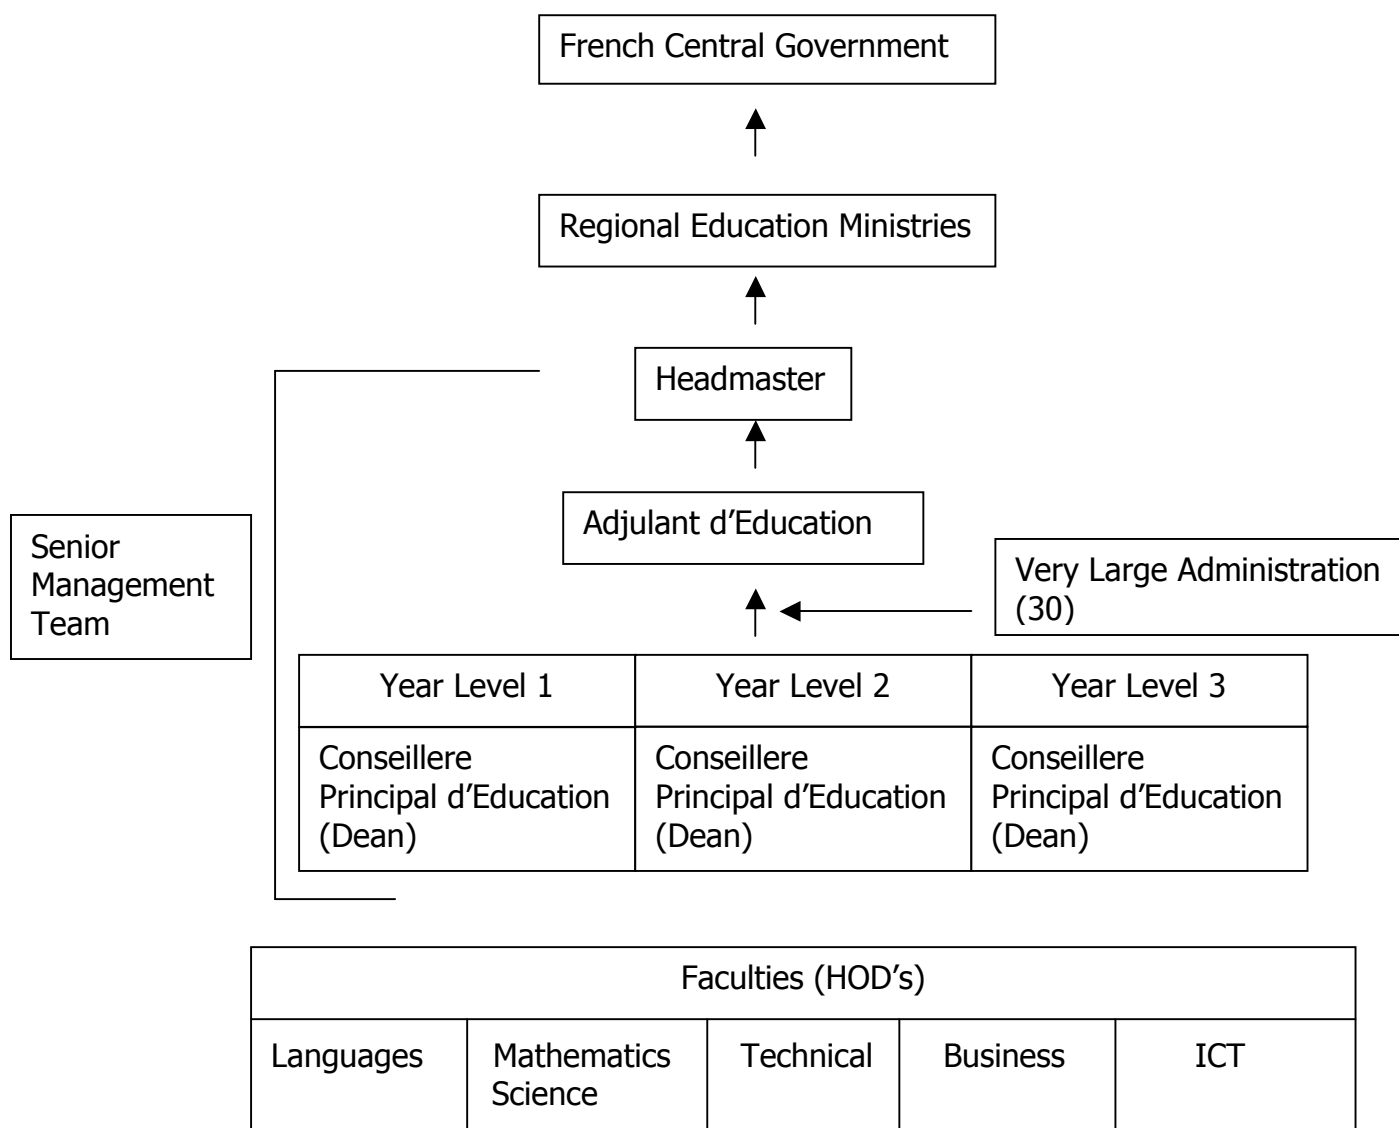 French Central Government
Regional Education Ministries
Headmaster
Adjulant d’Education
Senior
Management
Team
Very Large Administration
(30)
Year Level 1
Year Level 2
Year Level 3
Conseillere
Principal d’Education
(Dean)
Conseillere
Principal d’Education
(Dean)
Conseillere
Principal d’Education
(Dean)
Faculties (HOD’s)
Languages
Mathematics
Science
Technical
Business
ICT